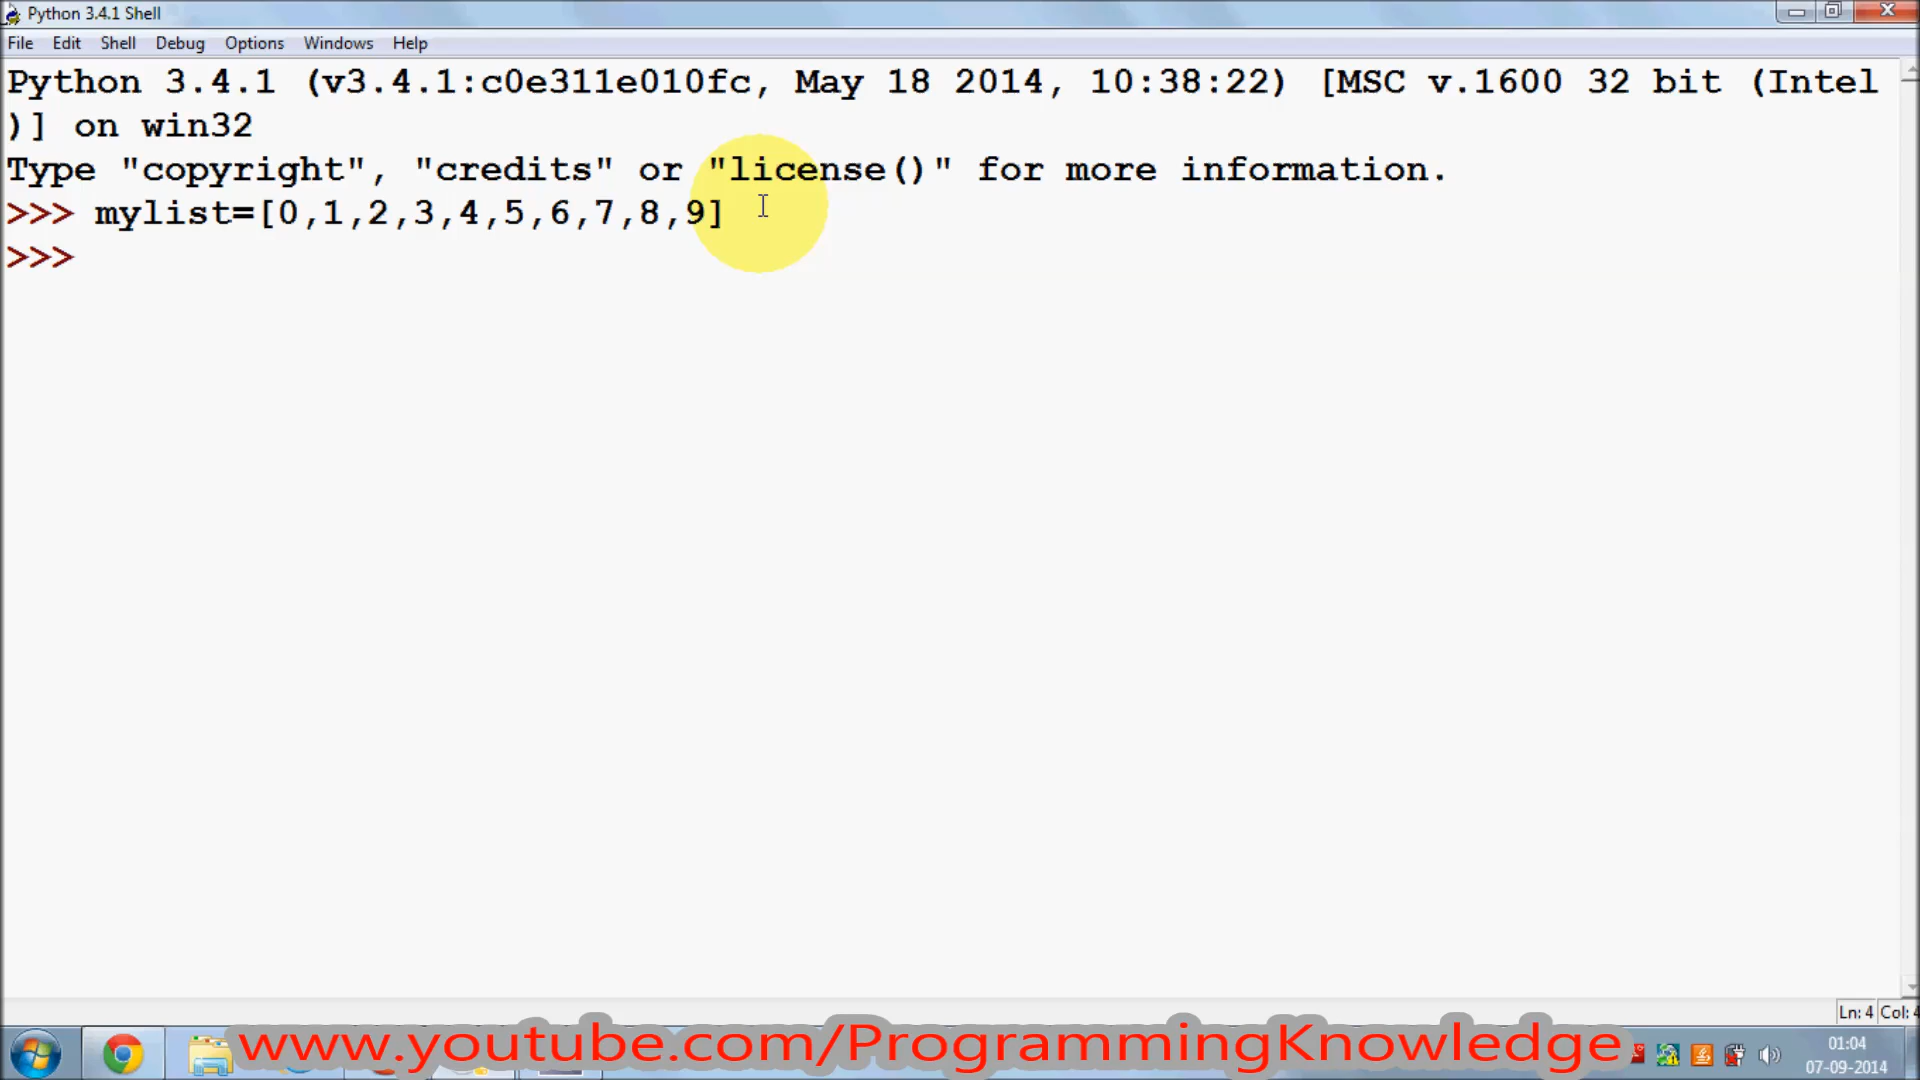 Python 3.4.1 Shell
File Edit Shell Debug Options Windows Help
Python 3.4.1 (v3.4.1:c0e311e010fc, May 18 2014, 10:38:22) [MSC v.1600 32 bit (Intel
)] on win32
Type "copyright", "credits" or "license()" for more information.
>>> mylist=[0,1,2,3,4,5,6,7,8,9]
>>>
Ln: 4 Col: 4
www.youtube.com/ProgrammingKnowledge
01:04
07-09-2014